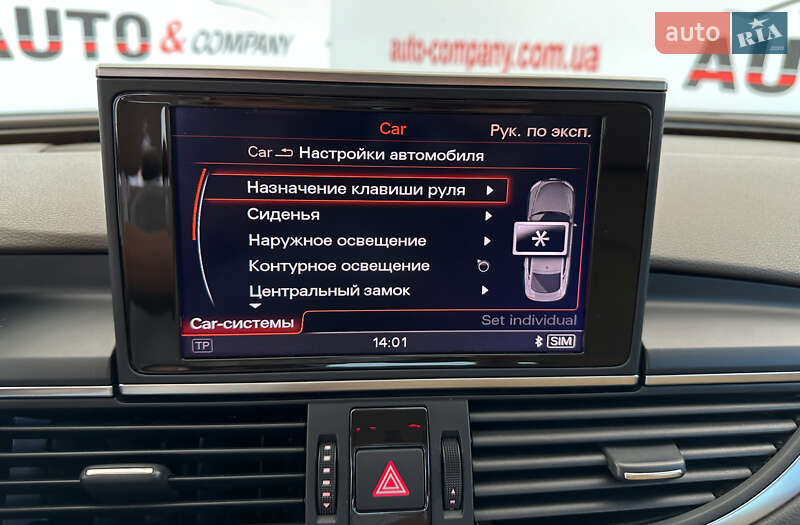 AUTO & COMPANY
auto-company.com.ua
auto RIA
AU
Car
Рук. по эксп.
Car Настройки автомобиля
Назначение клавиши руля
Сиденья
Наружное освещение
Контурное освещение
Центральный замок
Car-системы
Set individual
TP
14:01
SIM